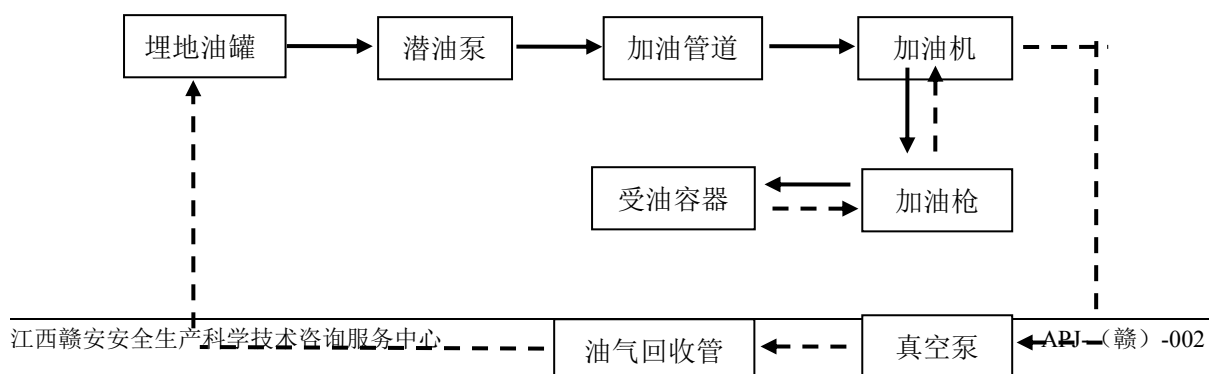 埋地油罐
潜油泵
加油管道
加油机
受油容器
加油枪
江西赣安安全生产科学技术咨询服务中心
油气回收管
真空泵
APJ-（赣）-002